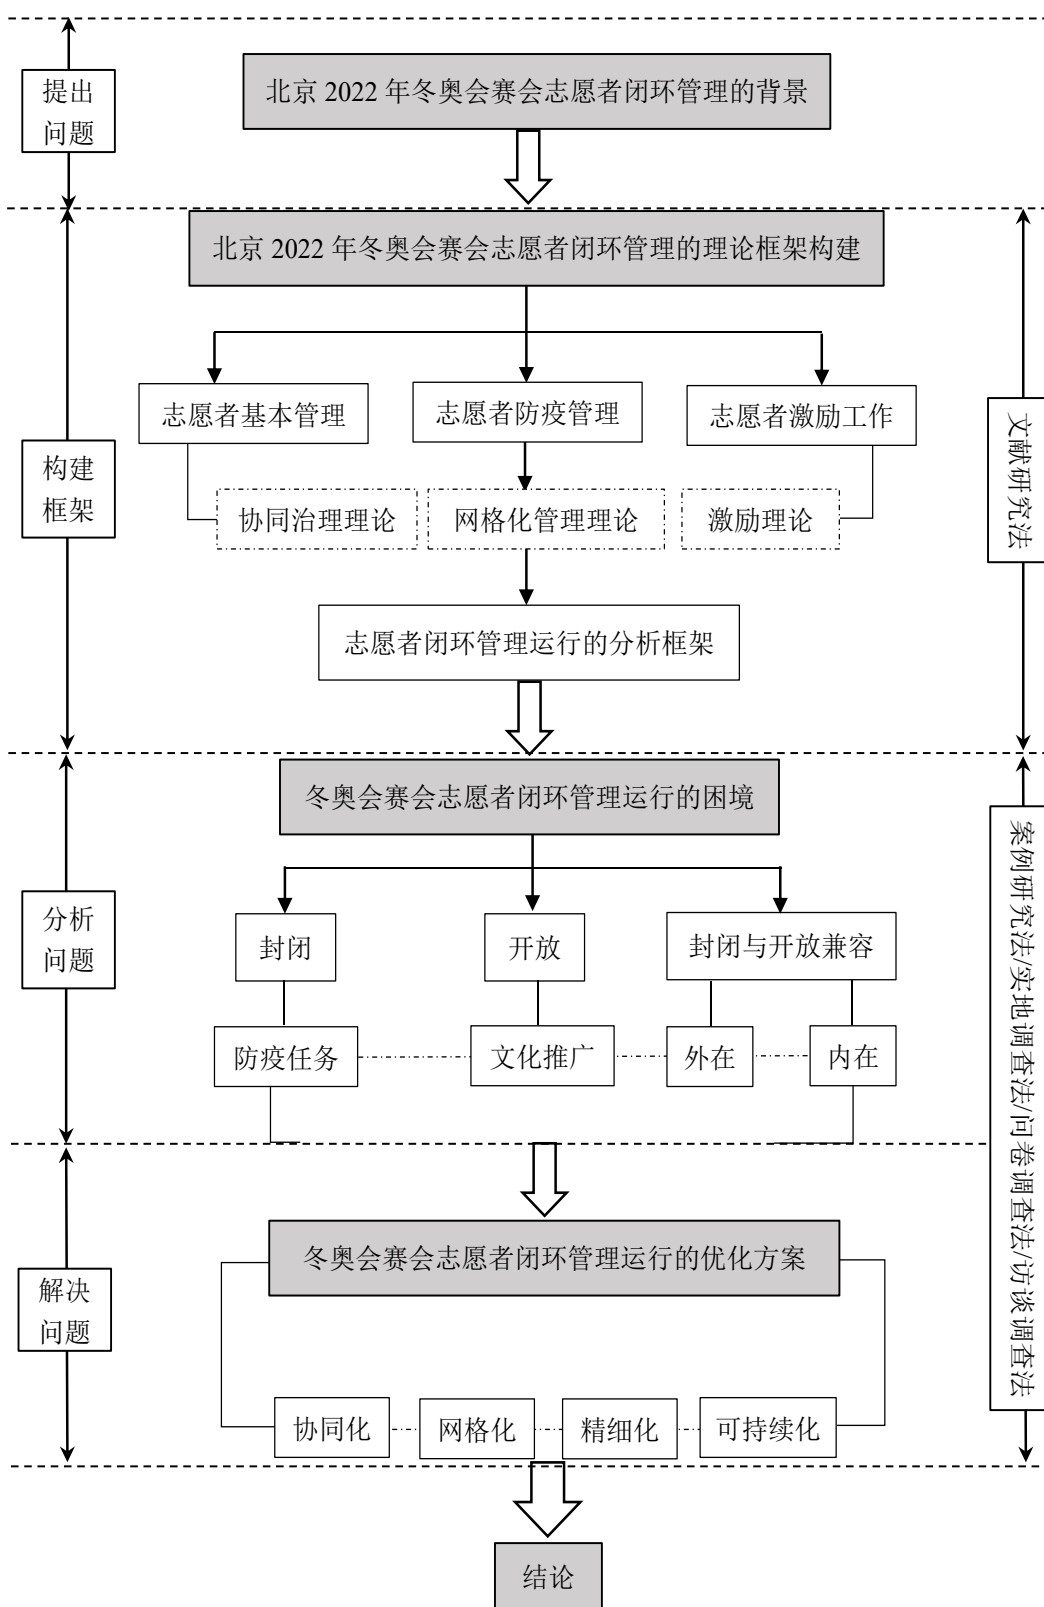 提出
问题
北京 2022 年冬奥会赛会志愿者闭环管理的背景
北京 2022 年冬奥会赛会志愿者闭环管理的理论框架构建
志愿者基本管理
志愿者防疫管理
志愿者激励工作
构建
框架
文献研究法
协同治理理论
网格化管理理论
激励理论
志愿者闭环管理运行的分析框架
冬奥会赛会志愿者闭环管理运行的困境
分析
问题
封闭
开放
封闭与开放兼容
防疫任务
文化推广
外在
内在
案例研究法/实地调查法/问卷调查法/访谈调查法
冬奥会赛会志愿者闭环管理运行的优化方案
解决
问题
协同化
网格化
精细化
可持续化
结论